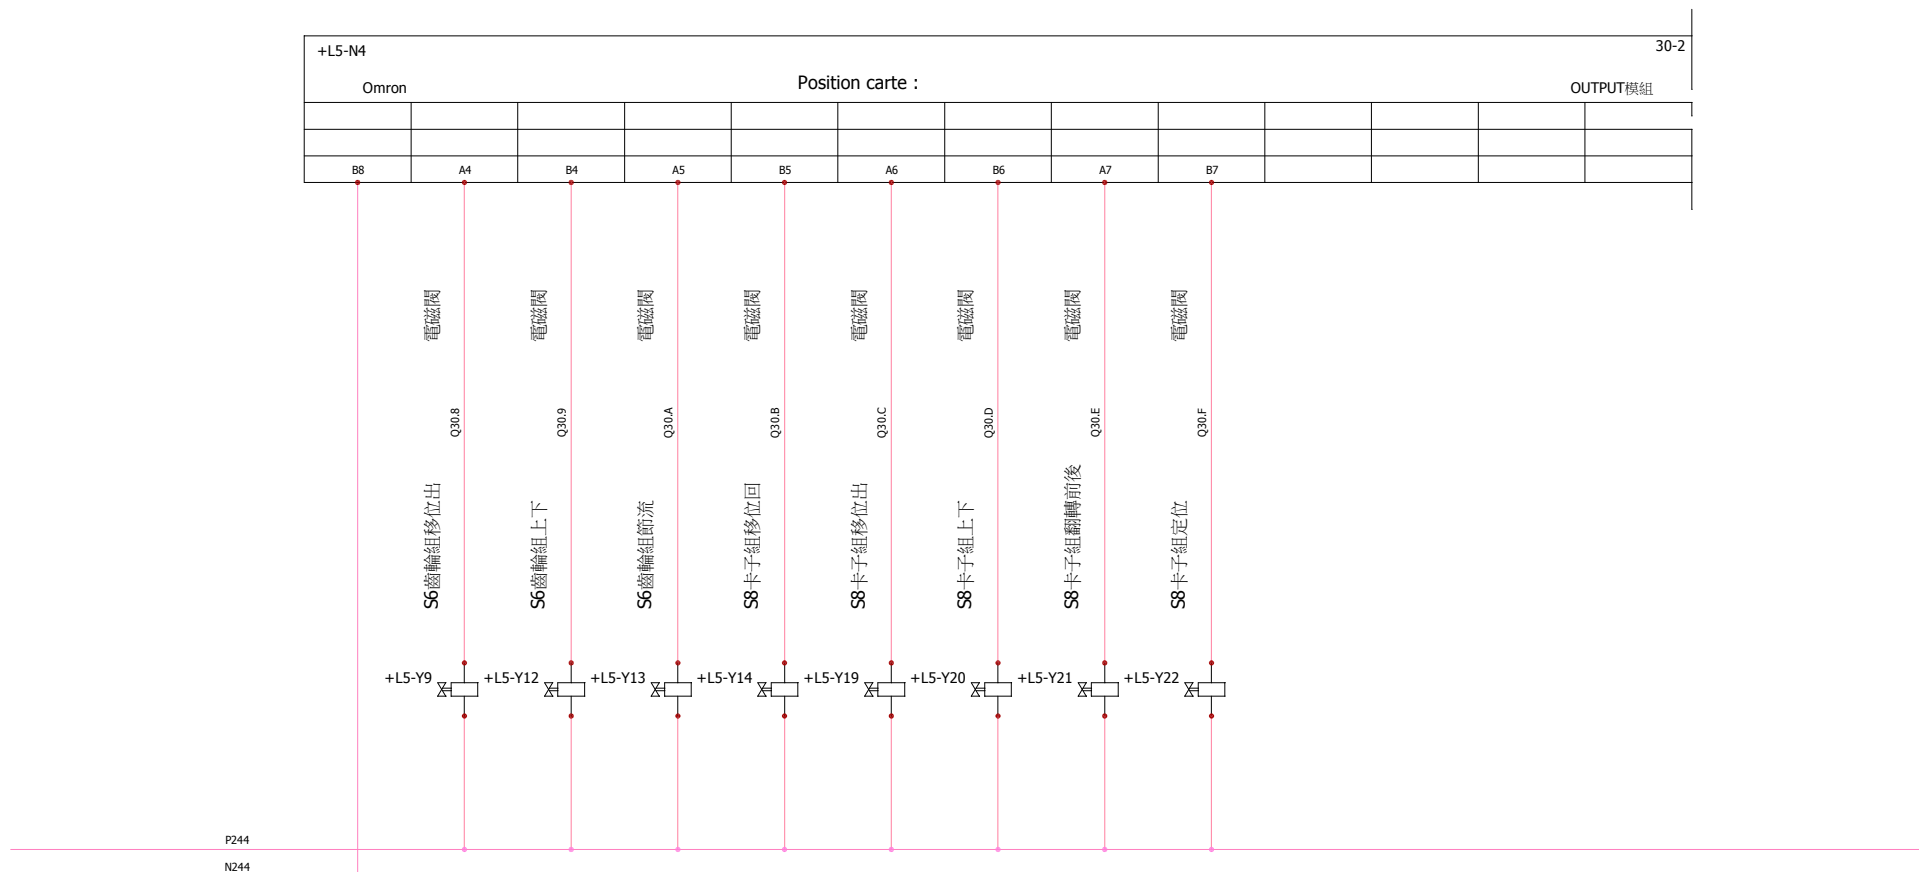 +L5-N4
30-2
Omron
Position carte :
OUTPUT模組
B8
A4
B4
A5
B5
A6
B6
A7
B7
電磁閥
電磁閥
電磁閥
電磁閥
電磁閥
電磁閥
電磁閥
電磁閥
Q30.8
Q30.9
Q30.A
Q30.B
Q30.C
Q30.D
Q30.E
Q30.F
S6齒輪組移位出
S6齒輪組上下
S6齒輪組節流
S8卡子組移位回
S8卡子組移位出
S8卡子組上下
S8卡子組翻轉前後
S8卡子組定位
+L5-Y9
+L5-Y12
+L5-Y13
+L5-Y14
+L5-Y19
+L5-Y20
+L5-Y21
+L5-Y22
P244
N244